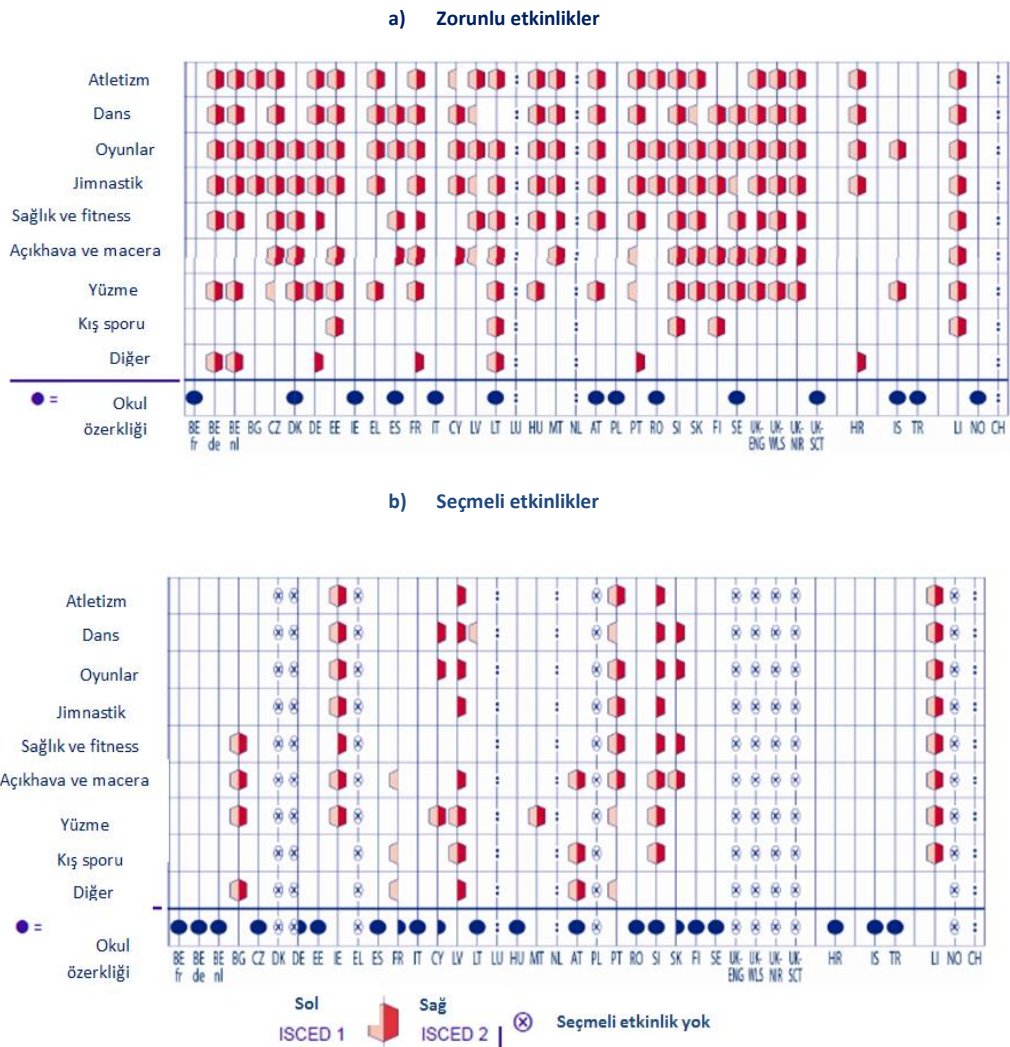 a) Zorunlu etkinlikler
Atletizm
Dans
Oyunlar
Jimnastik
Sağlık ve fitness
Açıkhava ve macera
Yüzme
Kış sporu
Diğer
= Okul
özerkliği
BE fr BE de BE nl BG CZ DK DE EE IE EL ES FR IT CY LV LT LU HU MT NL AT PL PT RO SI SK FI SE UK-ENG UK-WLS UK-NIR UK-SCT HR IS TR LI NO CH
b) Seçmeli etkinlikler
Atletizm
Dans
Oyunlar
Jimnastik
Sağlık ve fitness
Açıkhava ve macera
Yüzme
Kış sporu
Diğer
= Okul
özerkliği
BE fr BE de BE nl BG CZ DK DE EE IE EL ES FR IT CY LV LT LU HU MT NL AT PL PT RO SI SK FI SE UK-ENG UK-WLS UK-NIR UK-SCT HR IS TR LI NO CH
Sol Sağ
ISCED 1 ISCED 2 Seçmeli etkinlik yok